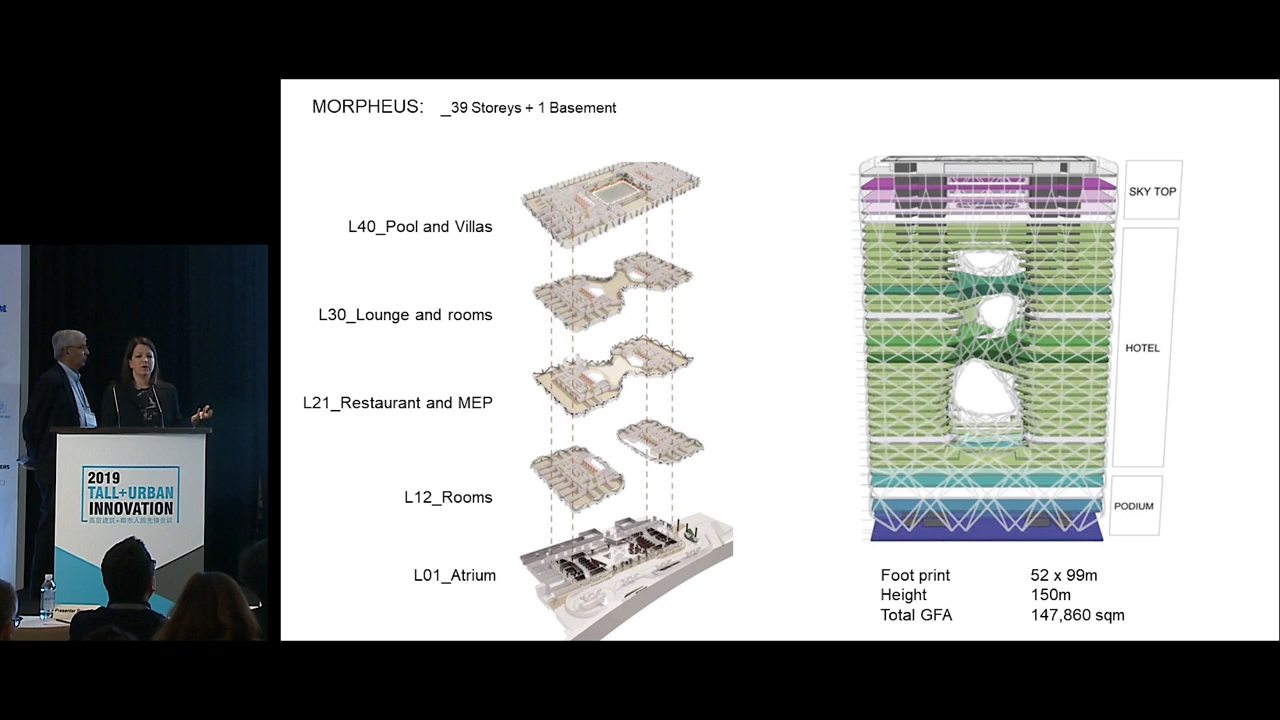 MORPHEUS: _39 Storeys + 1 Basement
L40_Pool and Villas
L30_Lounge and rooms
L21_Restaurant and MEP
L12_Rooms
L01_Atrium
SKY TOP
HOTEL
PODIUM
Foot print 52 x 99m
Height 150m
Total GFA 147,860 sqm
2019
TALL+URBAN
INNOVATION